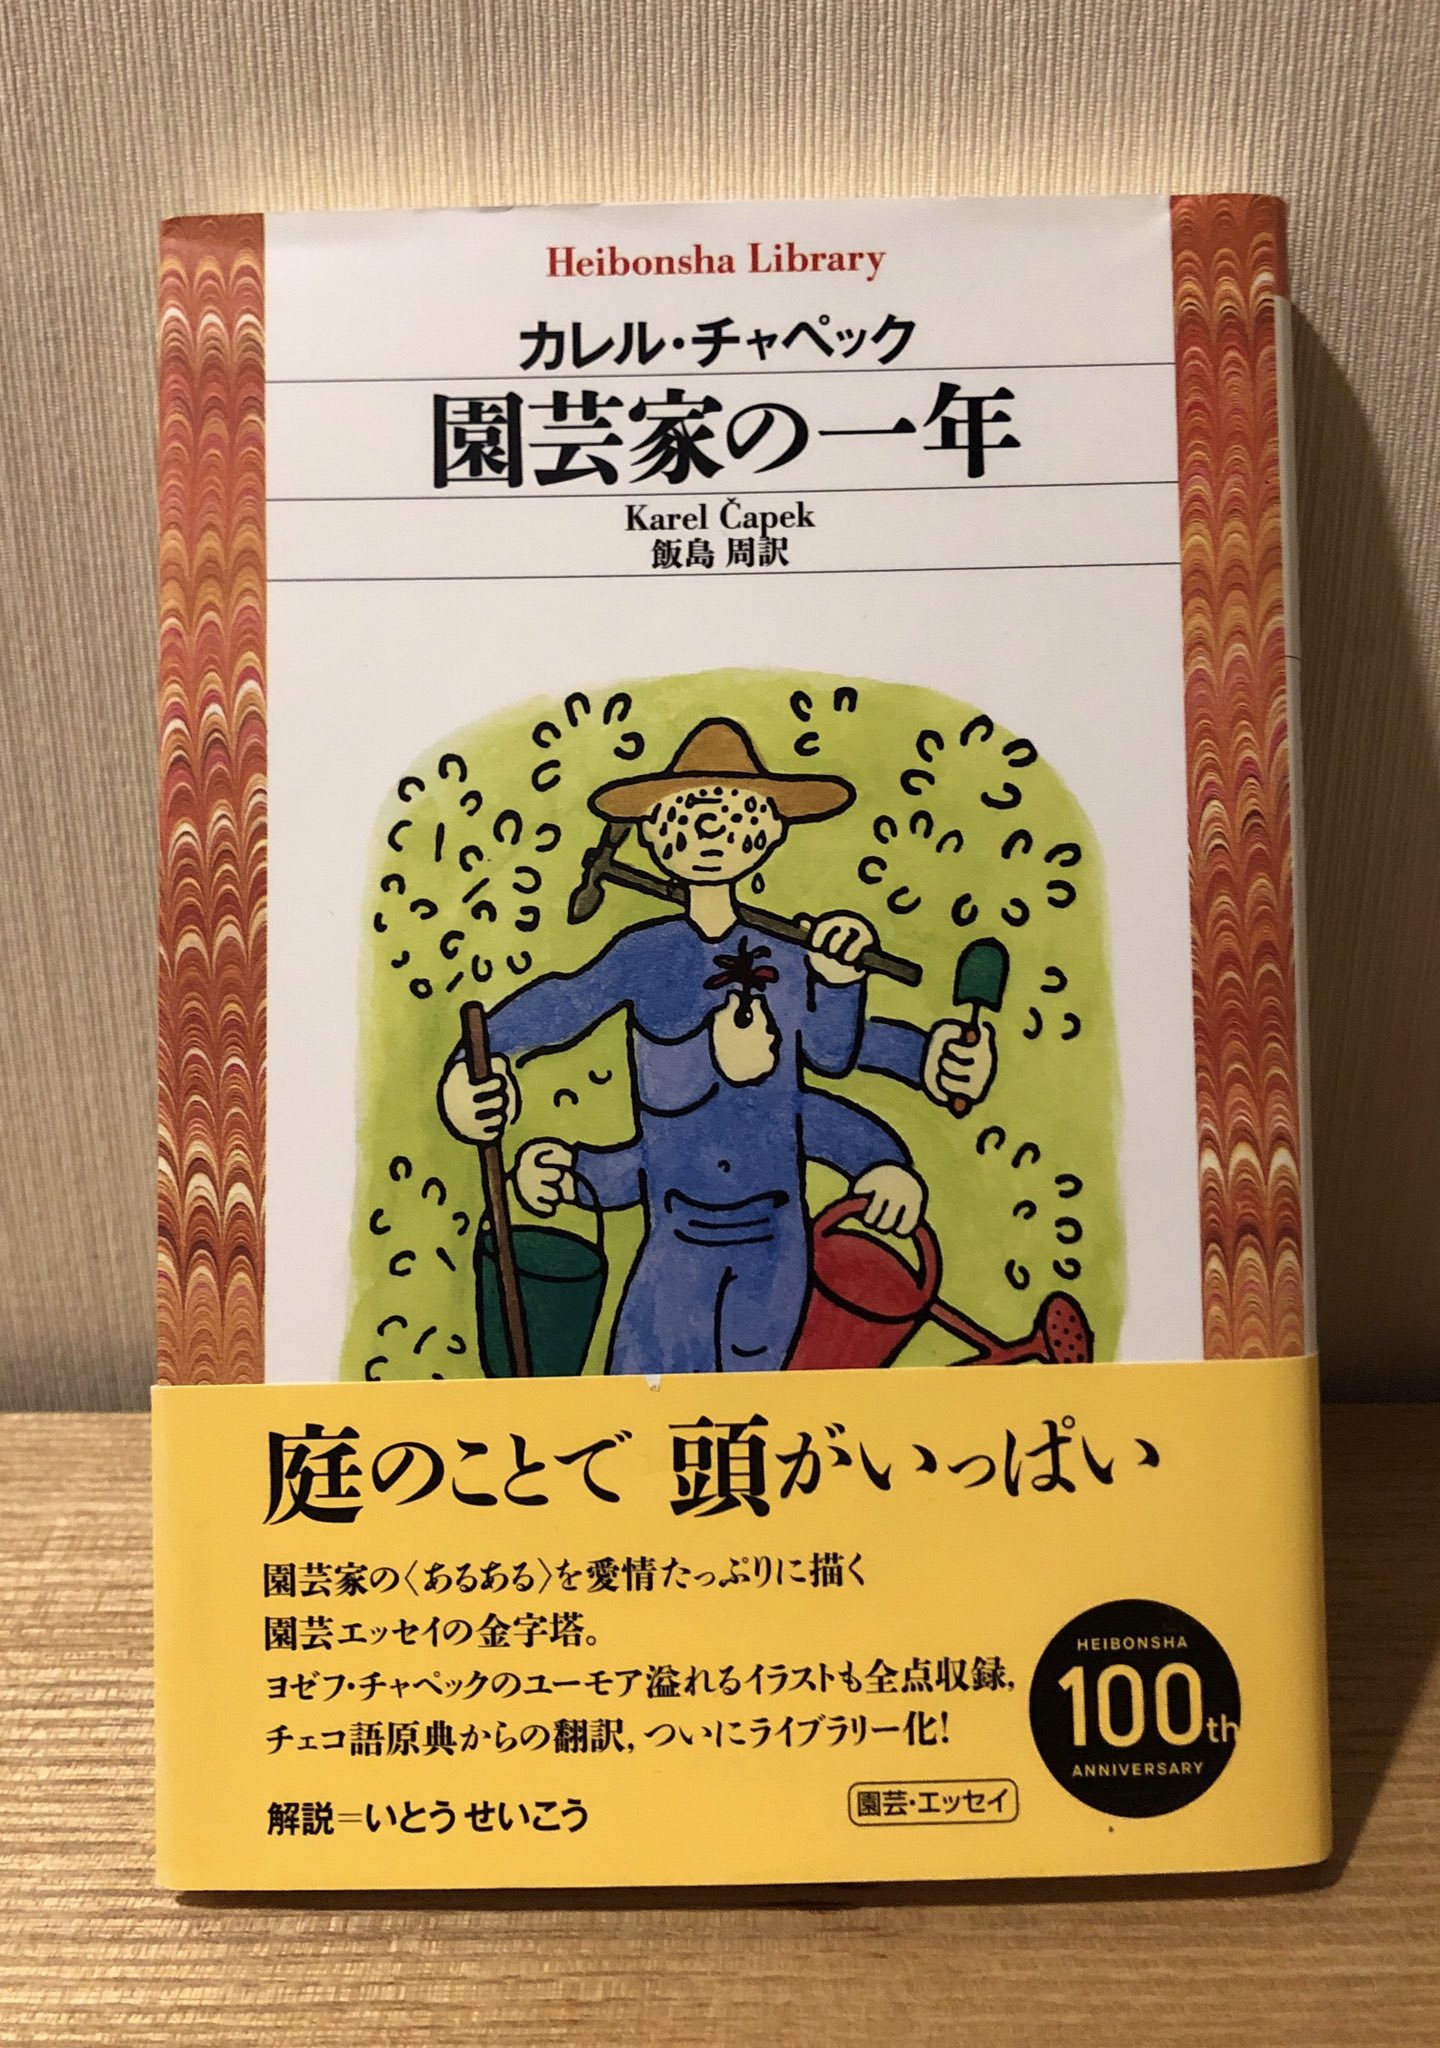 Heibonsha Library
カレル・チャペック
園芸家の一年
Karel Čapek
飯島 周訳
庭のことで 頭がいっぱい
園芸家の〈あるある〉を愛情たっぷりに描く
園芸エッセイの金字塔。
ヨゼフ・チャペックのユーモア溢れるイラストも全点収録,
チェコ語原典からの翻訳, ついにライブラリー化!
解説=いとうせいこう
園芸・エッセイ
HEIBONSHA
100th
ANNIVERSARY